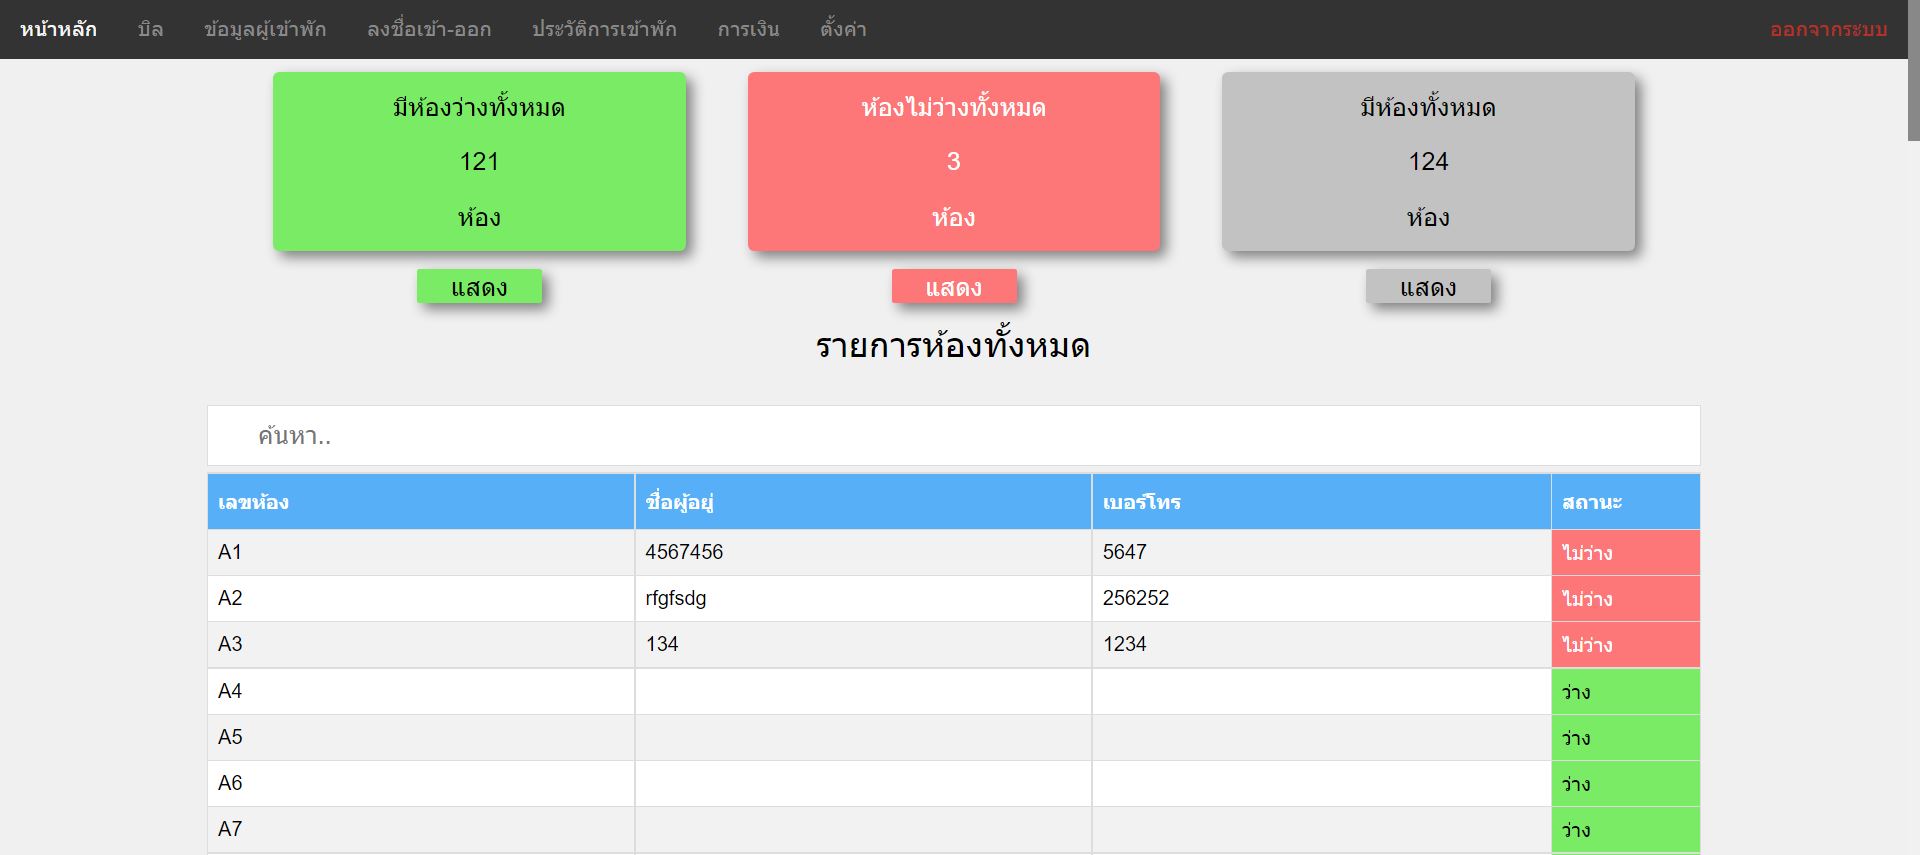 หน้าหลัก บิล ข้อมูลผู้เข้าพัก ลงชื่อเข้า-ออก ประวัติการเข้าพัก การเงิน ตั้งค่า ออกจากระบบ
มีห้องว่างทั้งหมด
121
ห้อง
แสดง
ห้องไม่ว่างทั้งหมด
3
ห้อง
แสดง
มีห้องทั้งหมด
124
ห้อง
แสดง
รายการห้องทั้งหมด
ค้นหา..
เลขห้อง ชื่อผู้อยู่ เบอร์โทร สถานะ
A1 4567456 5647 ไม่ว่าง
A2 rfgfsdg 256252 ไม่ว่าง
A3 134 1234 ไม่ว่าง
A4 ว่าง
A5 ว่าง
A6 ว่าง
A7 ว่าง